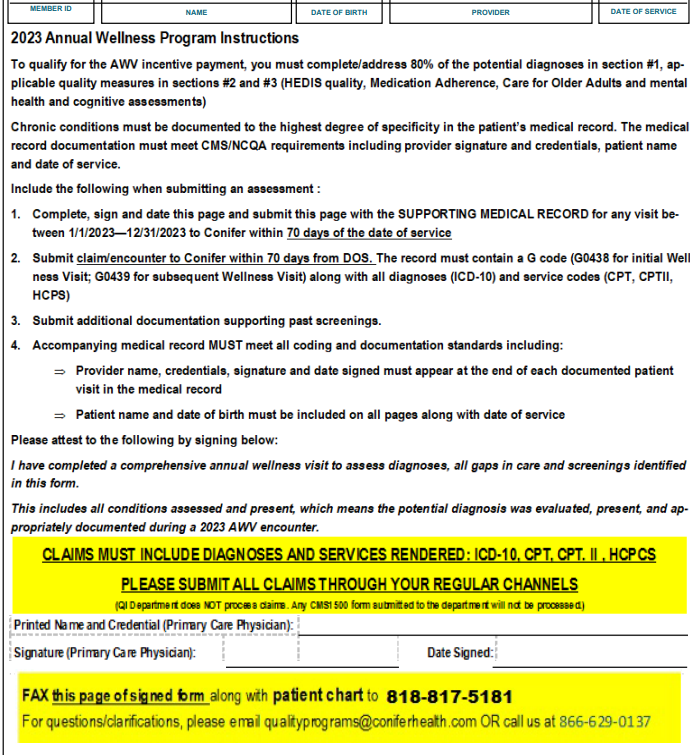 MEMBER ID NAME DATE OF BIRTH PROVIDER DATE OF SERVICE
2023 Annual Wellness Program Instructions
To qualify for the AWV incentive payment, you must complete/address 80% of the potential diagnoses in section #1, ap-
plicable quality measures in sections #2 and #3 (HEDIS quality, Medication Adherence, Care for Older Adults and mental
health and cognitive assessments)
Chronic conditions must be documented to the highest degree of specificity in the patient's medical record. The medical
record documentation must meet CMS/NCQA requirements including provider signature and credentials, patient name
and date of service.
Include the following when submitting an assessment :
1. Complete, sign and date this page and submit this page with the SUPPORTING MEDICAL RECORD for any visit be-
tween 1/1/2023—12/31/2023 to Conifer within 70 days of the date of service
2. Submit claim/encounter to Conifer within 70 days from DOS. The record must contain a G code (G0438 for initial Well
ness Visit; G0439 for subsequent Wellness Visit) along with all diagnoses (ICD-10) and service codes (CPT, CPTII,
HCPS)
3. Submit additional documentation supporting past screenings.
4. Accompanying medical record MUST meet all coding and documentation standards including:
⇒ Provider name, credentials, signature and date signed must appear at the end of each documented patient
visit in the medical record
⇒ Patient name and date of birth must be included on all pages along with date of service
Please attest to the following by signing below:
I have completed a comprehensive annual wellness visit to assess diagnoses, all gaps in care and screenings identified
in this form.
This includes all conditions assessed and present, which means the potential diagnosis was evaluated, present, and ap-
propriately documented during a 2023 AWV encounter.
CLAIMS MUST INCLUDE DIAGNOSES AND SERVICES RENDERED: ICD-10, CPT, CPT. II , HCPCS
PLEASE SUBMIT ALL CLAIMS THROUGH YOUR REGULAR CHANNELS
(QI Department does NOT process claims. Any CMS1500 form submitted to the department will not be processed.)
Printed Name and Credential (Primary Care Physician):
Signature (Primary Care Physician): Date Signed:
FAX this page of signed form along with patient chart to 818-817-5181
For questions/clarifications, please email qualityprograms@coniferhealth.com OR call us at 866-629-0137